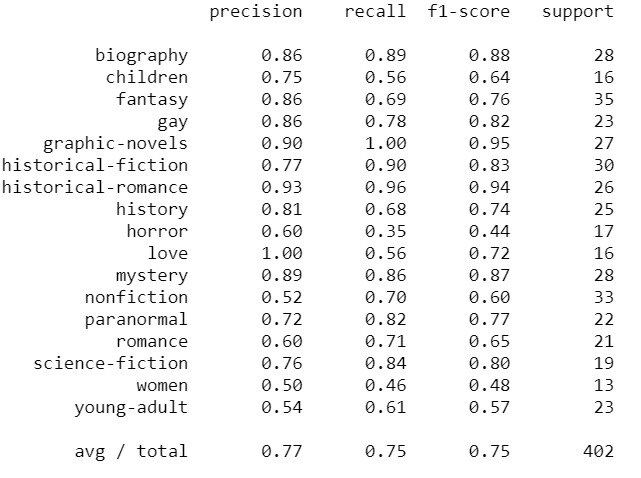 precision recall f1-score support
biography 0.86 0.89 0.88 28
children 0.75 0.56 0.64 16
fantasy 0.86 0.69 0.76 35
gay 0.86 0.78 0.82 23
graphic-novels 0.90 1.00 0.95 27
historical-fiction 0.77 0.90 0.83 30
historical-romance 0.93 0.96 0.94 26
history 0.81 0.68 0.74 25
horror 0.60 0.35 0.44 17
love 1.00 0.56 0.72 16
mystery 0.89 0.86 0.87 28
nonfiction 0.52 0.70 0.60 33
paranormal 0.72 0.82 0.77 22
romance 0.60 0.71 0.65 21
science-fiction 0.76 0.84 0.80 19
women 0.50 0.46 0.48 13
young-adult 0.54 0.61 0.57 23
avg / total 0.77 0.75 0.75 402